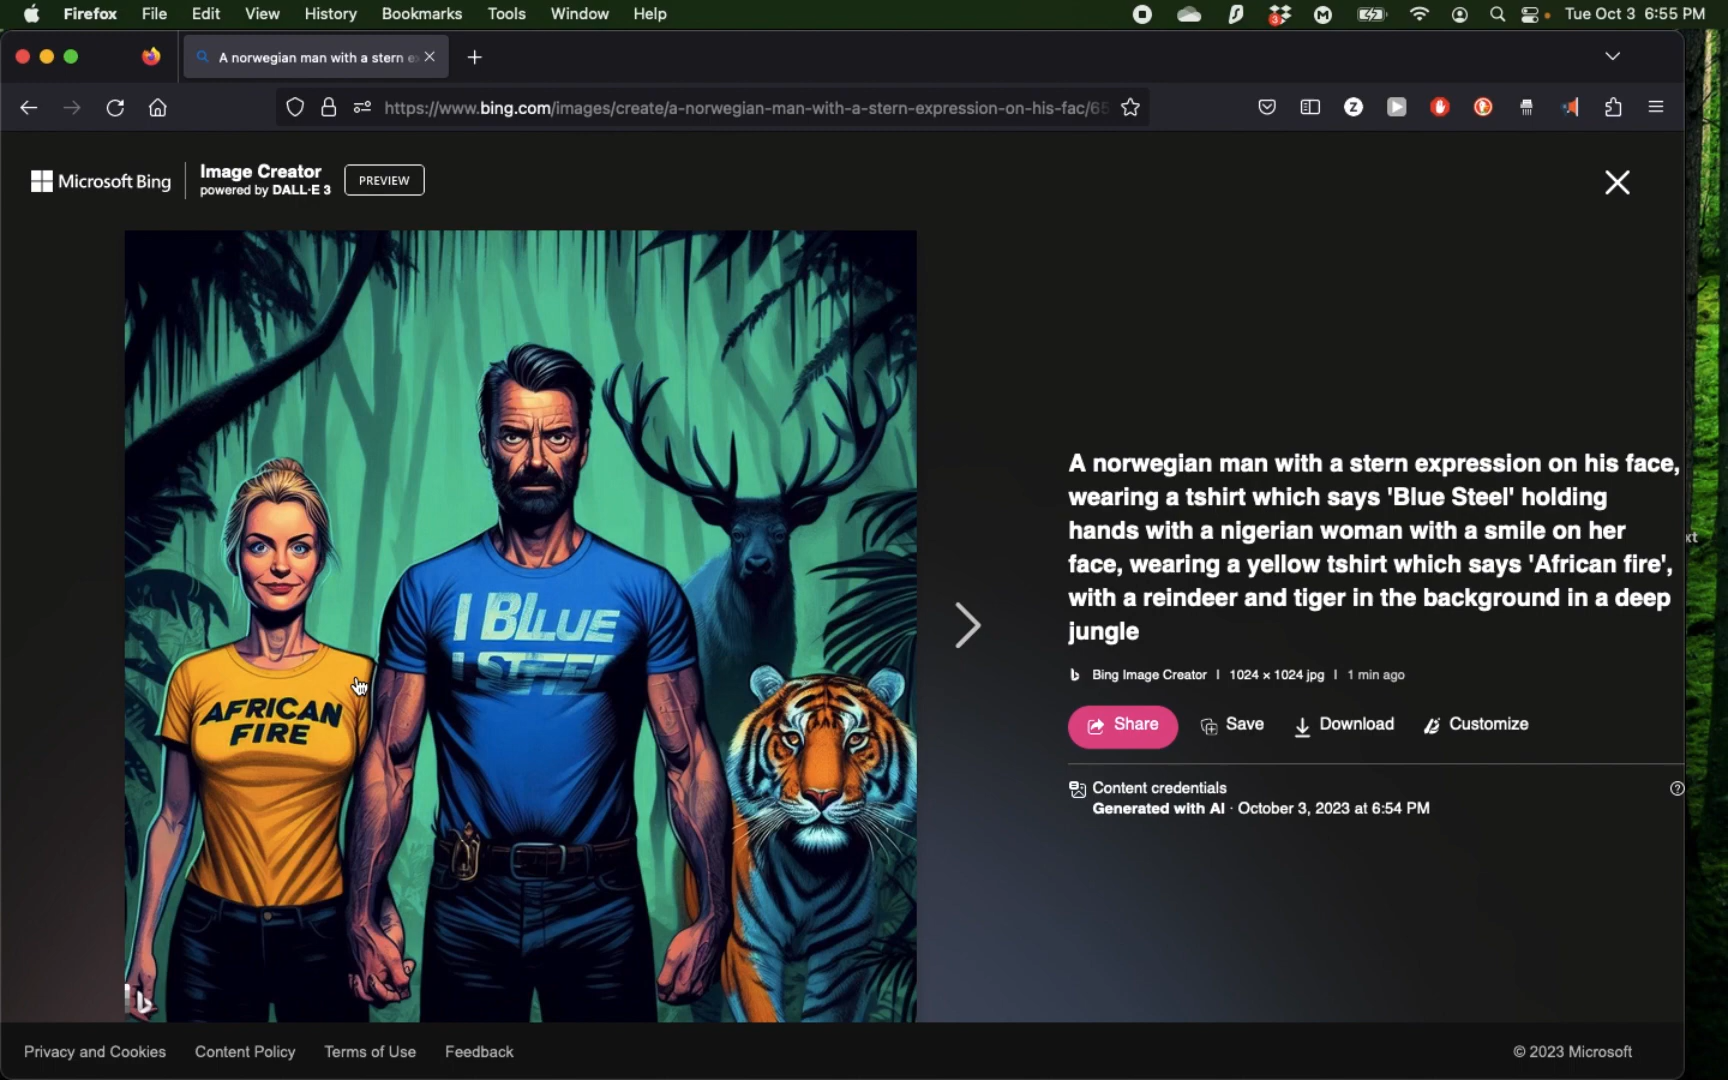 Firefox File Edit View History Bookmarks Tools Window Help
3
Tue Oct 3 6:55 PM
A norwegian man with a stern ex
https://www.bing.com/images/create/a-norwegian-man-with-a-stern-expression-on-his-fac/65
Microsoft Bing
Image Creator
powered by DALL·E 3
PREVIEW
I BLLUE
AFRICAN
FIRE
A norwegian man with a stern expression on his face,
wearing a tshirt which says 'Blue Steel' holding
hands with a nigerian woman with a smile on her
face, wearing a yellow tshirt which says 'African fire',
with a reindeer and tiger in the background in a deep
jungle
Bing Image Creator | 1024 × 1024 jpg | 1 min ago
Share Save Download Customize
Content credentials
Generated with AI · October 3, 2023 at 6:54 PM
Privacy and Cookies Content Policy Terms of Use Feedback
© 2023 Microsoft